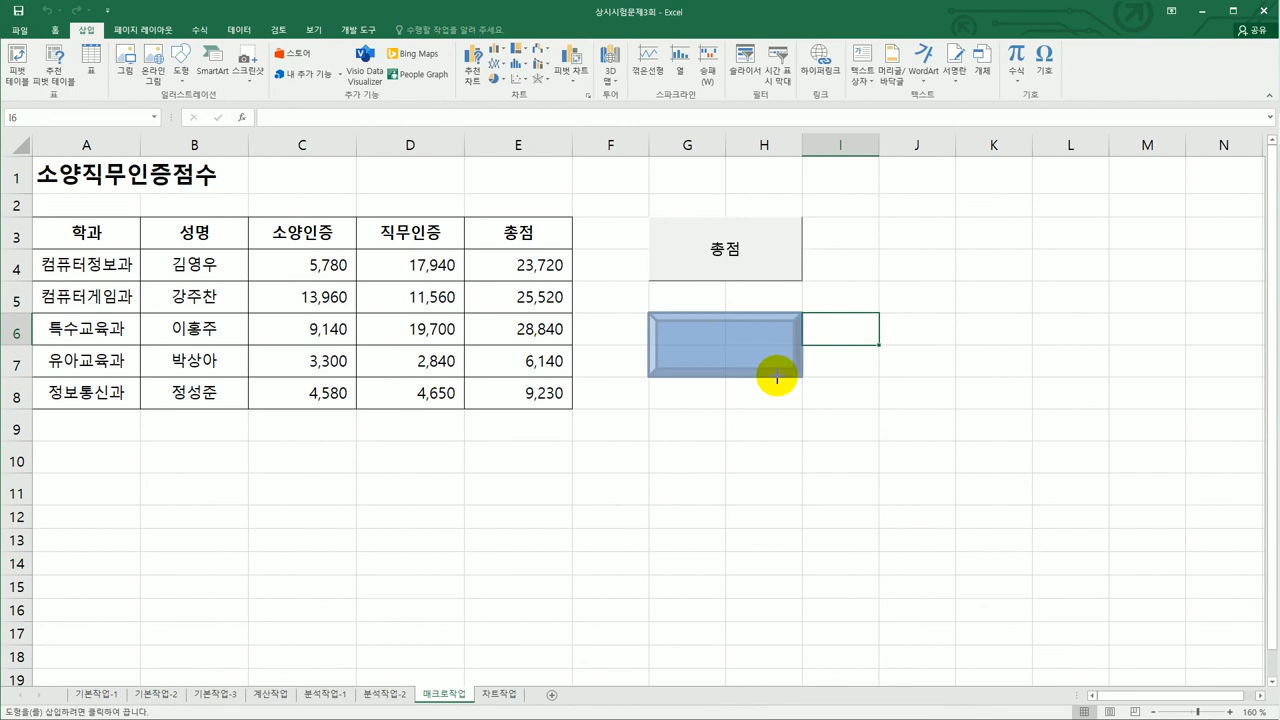 상시시험문제3회 - Excel
파일 홈 삽입 페이지 레이아웃 수식 데이터 검토 보기 개발 도구 수행할 작업을 알려 주세요. 공유
피벗 테이블 추천 피벗 테이블 표 그림 온라인 그림 도형 SmartArt 스크린샷 스토어 내 추가 기능 Visio Data Visualizer Bing Maps People Graph 추천 차트 피벗 차트 3D 맵 꺾은선형 열 승패 (W) 슬라이서 시간 표시 막대 하이퍼링크 텍스트 상자 머리글/바닥글 WordArt 서명란 개체 수식 기호
표 일러스트레이션 추가 기능 차트 투어 스파크라인 필터 링크 텍스트 기호
I6 fx
A B C D E F G H I J K L M N
1 소양직무인증점수
2
3 학과 성명 소양인증 직무인증 총점 총점
4 컴퓨터정보과 김영우 5,780 17,940 23,720
5 컴퓨터게임과 강주찬 13,960 11,560 25,520
6 특수교육과 이홍주 9,140 19,700 28,840
7 유아교육과 박상아 3,300 2,840 6,140
8 정보통신과 정성준 4,580 4,650 9,230
9
10
11
12
13
14
15
16
17
18
19
기본작업-1 기본작업-2 기본작업-3 계산작업 분석작업-1 분석작업-2 매크로작업 차트작업
도형을(를) 삽입하려면 클릭하여 끕니다. 160 %